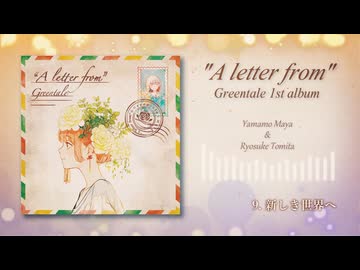 "A letter from"
Greentale
"A letter from"
Greentale 1st album
Yamamo Maya
&
Ryosuke Tomita
9. 新しき世界へ